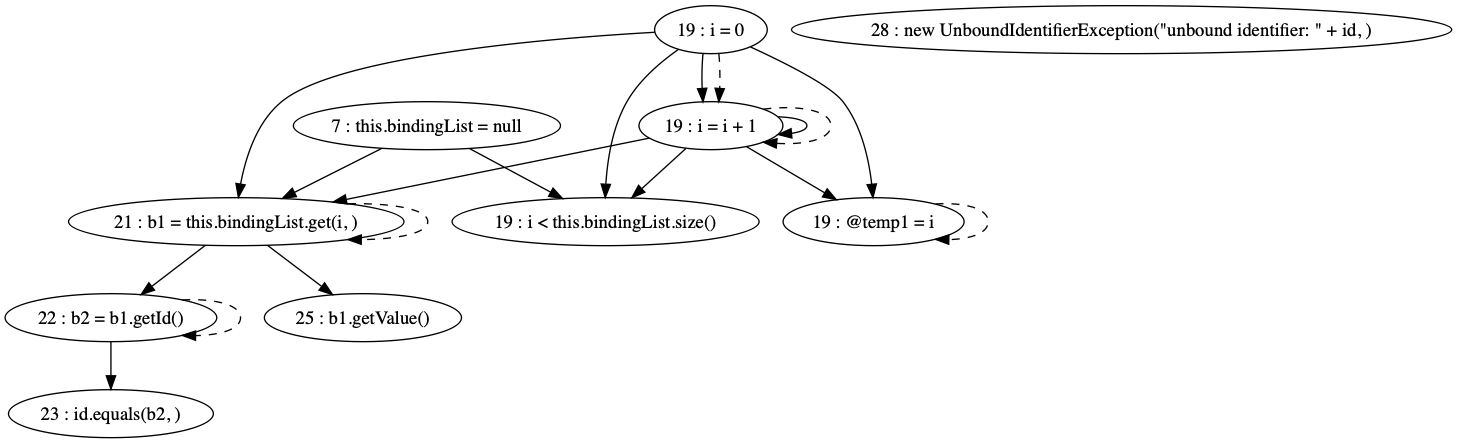 19 : i = 0
28 : new UnboundIdentifierException("unbound identifier: " + id, )
7 : this.bindingList = null
19 : i = i + 1
21 : b1 = this.bindingList.get(i, )
19 : i < this.bindingList.size()
19 : @temp1 = i
22 : b2 = b1.getId()
25 : b1.getValue()
23 : id.equals(b2, )